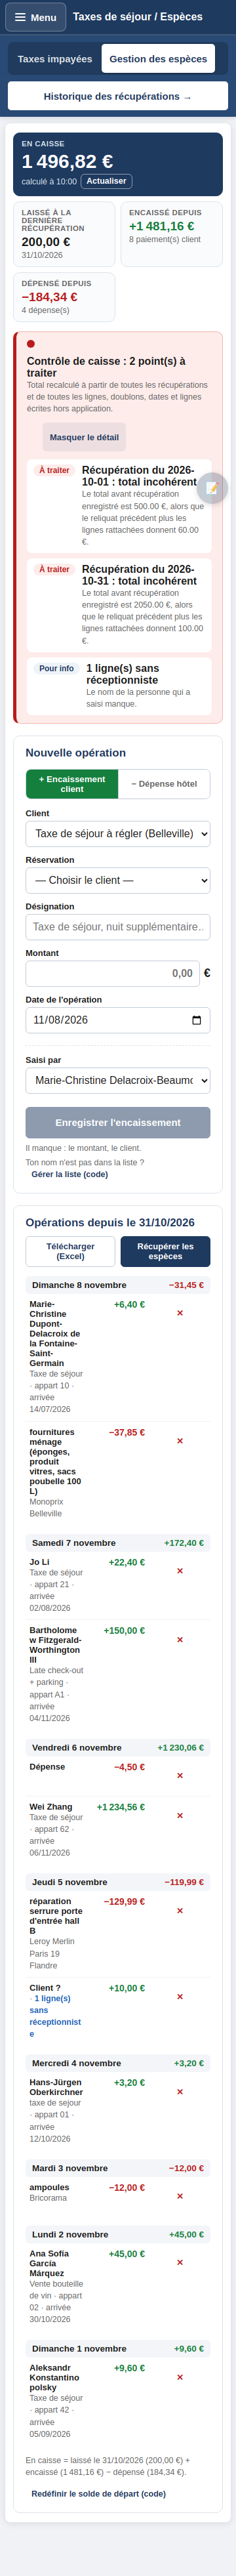 Menu
Taxes de séjour / Espèces
Taxes impayées
Gestion des espèces
Historique des récupérations →
EN CAISSE
1 496,82 €
calculé à 10:00
Actualiser
LAISSÉ À LA
DERNIÈRE
RÉCUPÉRATION
200,00 €
31/10/2026
ENCAISSÉ DEPUIS
+1 481,16 €
8 paiement(s) client
DÉPENSÉ DEPUIS
−184,34 €
4 dépense(s)
Contrôle de caisse : 2 point(s) à
traiter
Total recalculé à partir de toutes les récupérations
et de toutes les lignes, doublons, dates et lignes
écrites hors application.
Masquer le détail
À traiter
Récupération du 2026-
10-01 : total incohérent
Le total avant récupération
enregistré est 500.00 €, alors que
le reliquat précédent plus les
lignes rattachées donnent 60.00
€.
À traiter
Récupération du 2026-
10-31 : total incohérent
Le total avant récupération
enregistré est 2050.00 €, alors
que le reliquat précédent plus les
lignes rattachées donnent 100.00
€.
Pour info
1 ligne(s) sans
réceptionniste
Le nom de la personne qui a
saisi manque.
Nouvelle opération
+ Encaissement
client
− Dépense hôtel
Client
Taxe de séjour à régler (Belleville)
Réservation
— Choisir le client —
Désignation
Taxe de séjour, nuit supplémentaire…
Montant
0,00 €
Date de l'opération
11/08/2026
Saisi par
Marie-Christine Delacroix-Beaumo
Enregistrer l'encaissement
Il manque : le montant, le client.
Ton nom n'est pas dans la liste ?
Gérer la liste (code)
Opérations depuis le 31/10/2026
Télécharger
(Excel)
Récupérer les
espèces
Dimanche 8 novembre −31,45 €
Marie-
Christine
Dupont-
Delacroix de
la Fontaine-
Saint-
Germain
+6,40 € ×
Taxe de séjour
· appart 10 ·
arrivée
14/07/2026
fournitures
ménage
(éponges,
produit
vitres, sacs
poubelle 100
L)
−37,85 € ×
Monoprix
Belleville
Samedi 7 novembre +172,40 €
Jo Li +22,40 € ×
Taxe de séjour
· appart 21 ·
arrivée
02/08/2026
Bartholome
w Fitzgerald-
Worthington
III
+150,00 € ×
Late check-out
+ parking ·
appart A1 ·
arrivée
04/11/2026
Vendredi 6 novembre +1 230,06 €
Dépense −4,50 € ×
Wei Zhang +1 234,56 € ×
Taxe de séjour
· appart 62 ·
arrivée
06/11/2026
Jeudi 5 novembre −119,99 €
réparation
serrure porte
d'entrée hall
B
−129,99 € ×
Leroy Merlin
Paris 19
Flandre
Client ? +10,00 € ×
· 1 ligne(s)
sans
réceptionnist
e
Mercredi 4 novembre +3,20 €
Hans-Jürgen
Oberkirchner
+3,20 € ×
taxe de sejour
· appart 01 ·
arrivée
12/10/2026
Mardi 3 novembre −12,00 €
ampoules −12,00 € ×
Bricorama
Lundi 2 novembre +45,00 €
Ana Sofía
García
Márquez
+45,00 € ×
Vente bouteille
de vin · appart
02 · arrivée
30/10/2026
Dimanche 1 novembre +9,60 €
Aleksandr
Konstantino
polsky
+9,60 € ×
Taxe de séjour
· appart 42 ·
arrivée
05/09/2026
En caisse = laissé le 31/10/2026 (200,00 €) +
encaissé (1 481,16 €) − dépensé (184,34 €).
Redéfinir le solde de départ (code)